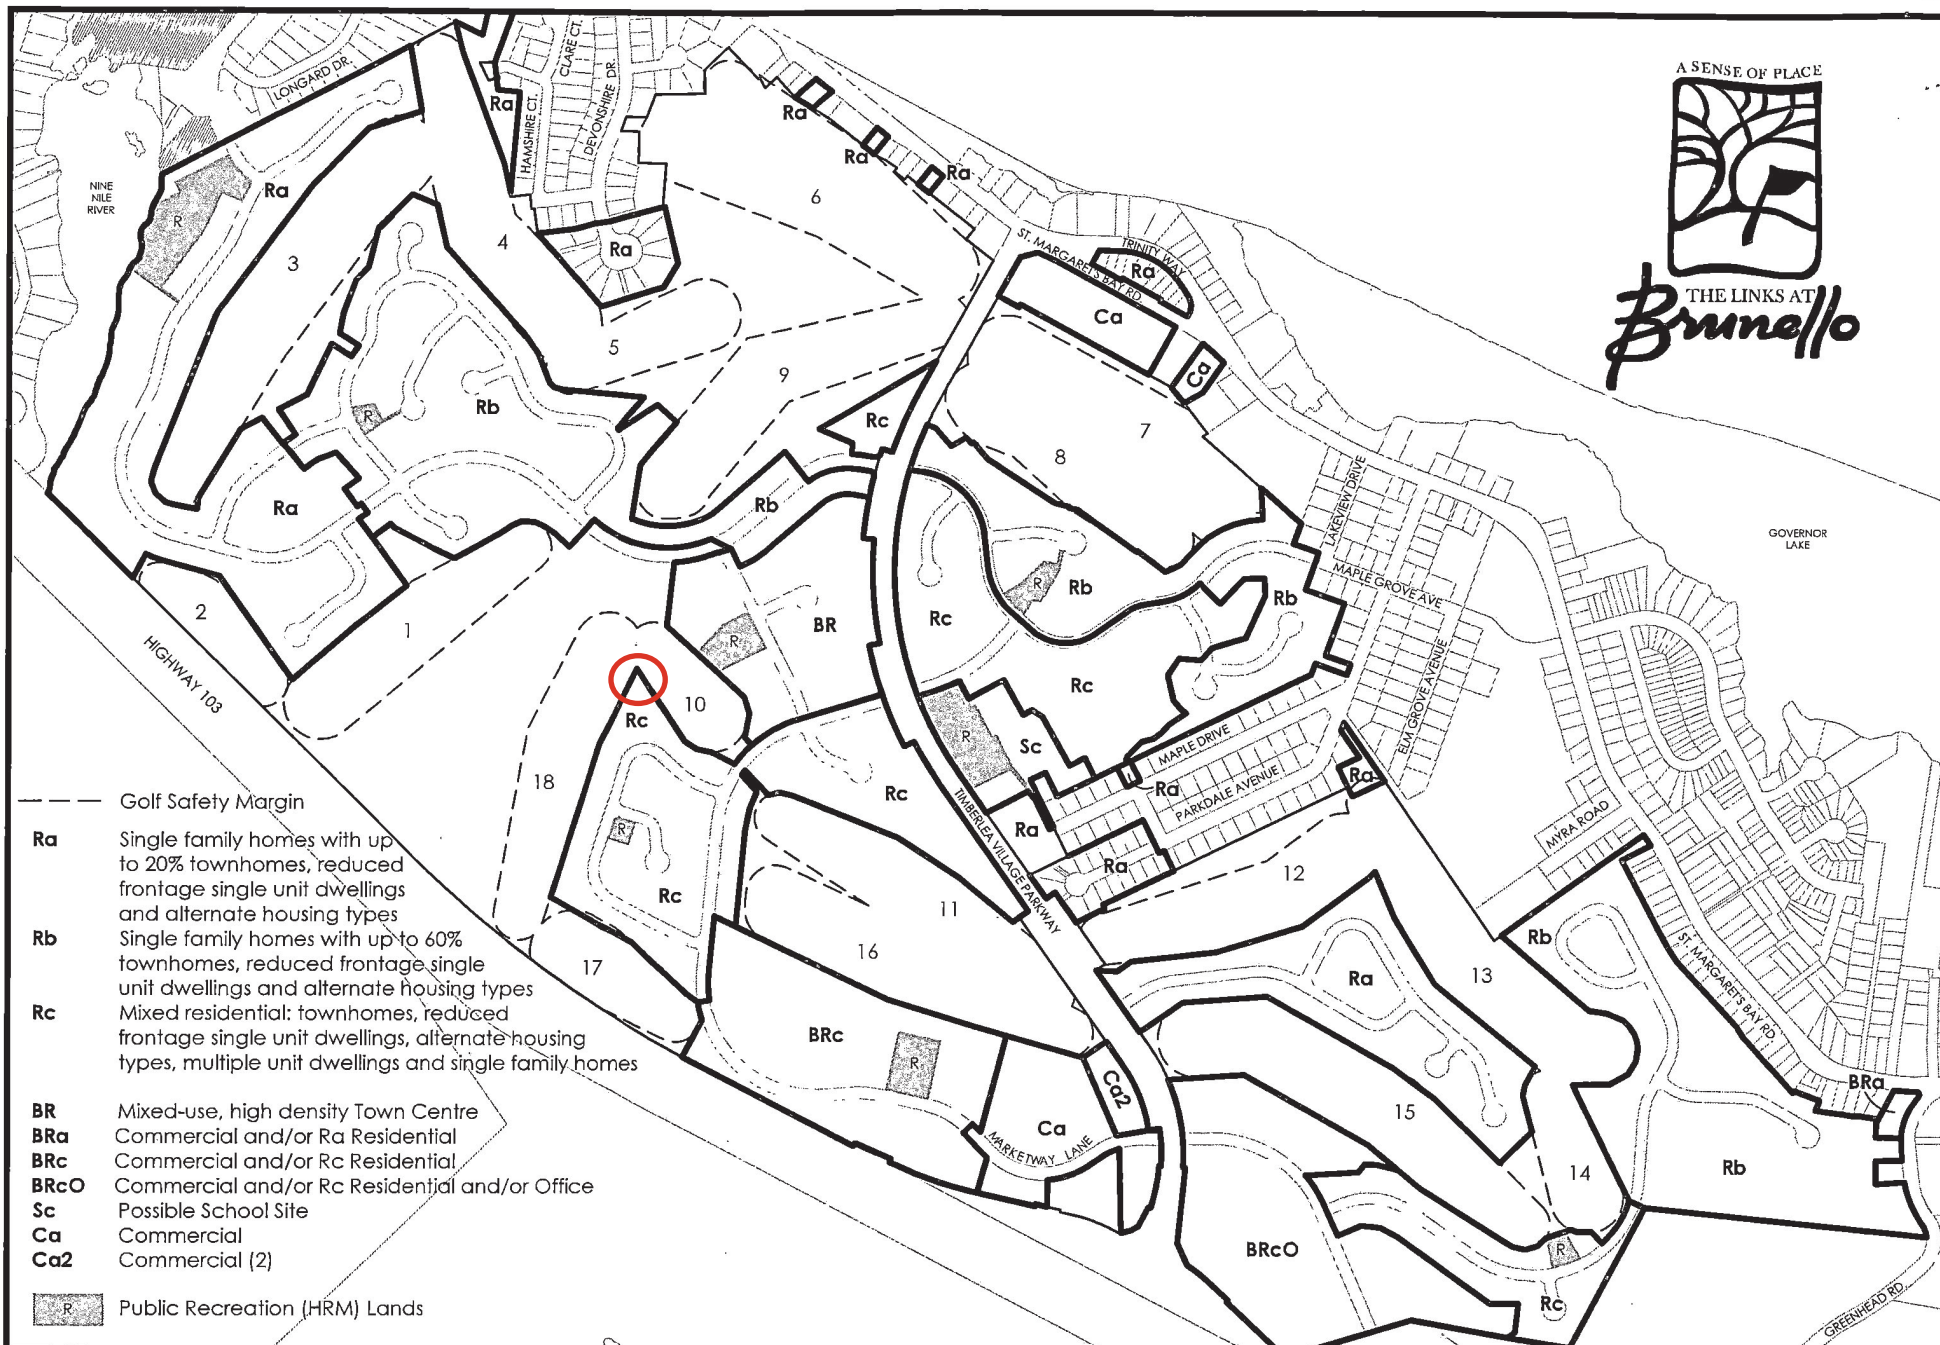 A SENSE OF PLACE
THE LINKS AT
Brunello
LONGARD DR.
CLARE CT.
DEVONSHIRE DR.
HAMSHIRE CT.
Ra
Ra
Ra
Ra
NINE
NILE
RIVER
R
Ra
6
3
4
Ra
ST. MARGARETS BAY RD.
TRINITY WAY
Ra
Ca
Ca
5
9
Rb
R
Rc
7
8
LAKEVIEW DRIVE
Ra
Rb
GOVERNOR
LAKE
MAPLE GROVE AVE
2
1
R
Rb
Rb
HIGHWAY 103
BR
Rc
R
ELM GROVE AVENUE
10
Rc
Rc
R
Sc
MAPLE DRIVE
18
Rc
Ra
Ra
PARKDALE AVENUE
TIMBERLEA VILLAGE PARKWAY
Ra
MYRA ROAD
R
Ra
12
Rc
11
16
17
Rb
ST. MARGARET'S BAY RD.
13
Ra
BRc
R
Ca2
BRa
15
Ca
MARKETWAY LANE
14
Rb
BRcO
R
Rc
GREENHEAD RD.
Golf Safety Margin
Ra Single family homes with up
to 20% townhomes, reduced
frontage single unit dwellings
and alternate housing types
Rb Single family homes with up to 60%
townhomes, reduced frontage single
unit dwellings and alternate housing types
Rc Mixed residential: townhomes, reduced
frontage single unit dwellings, alternate housing
types, multiple unit dwellings and single family homes
BR Mixed-use, high density Town Centre
BRa Commercial and/or Ra Residential
BRc Commercial and/or Rc Residential
BRcO Commercial and/or Rc Residential and/or Office
Sc Possible School Site
Ca Commercial
Ca2 Commercial (2)
R Public Recreation (HRM) Lands